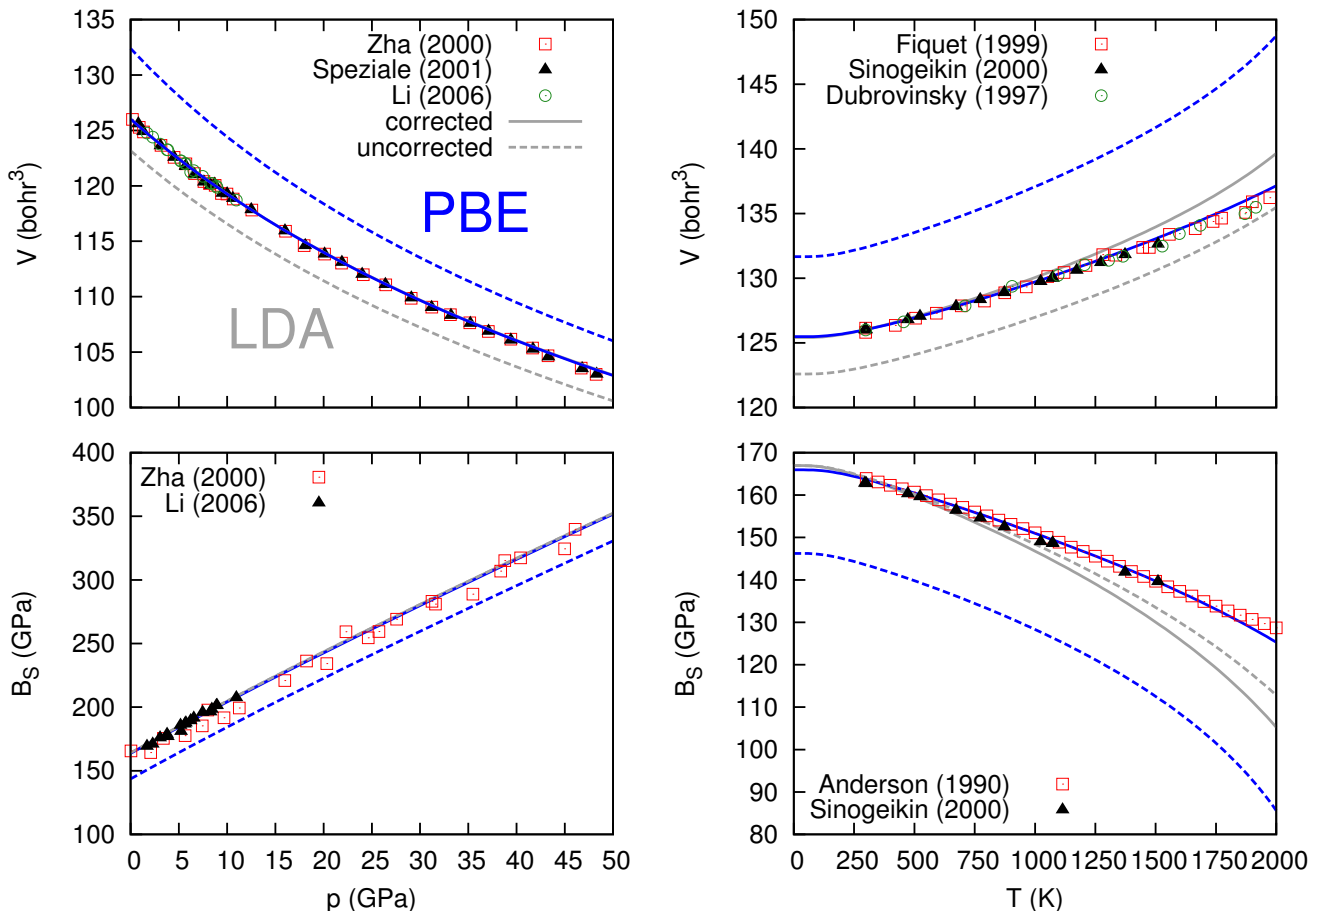 135
130
125
120
115
110
105
100
V (bohr³)
Zha (2000)
Speziale (2001)
Li (2006)
corrected
uncorrected
PBE
LDA
150
145
140
135
130
125
120
V (bohr³)
Fiquet (1999)
Sinogeikin (2000)
Dubrovinsky (1997)
400
350
300
250
200
150
100
B_S (GPa)
Zha (2000)
Li (2006)
0 5 10 15 20 25 30 35 40 45 50
p (GPa)
170
160
150
140
130
120
110
100
90
80
B_S (GPa)
Anderson (1990)
Sinogeikin (2000)
0 250 500 750 1000 1250 1500 1750 2000
T (K)